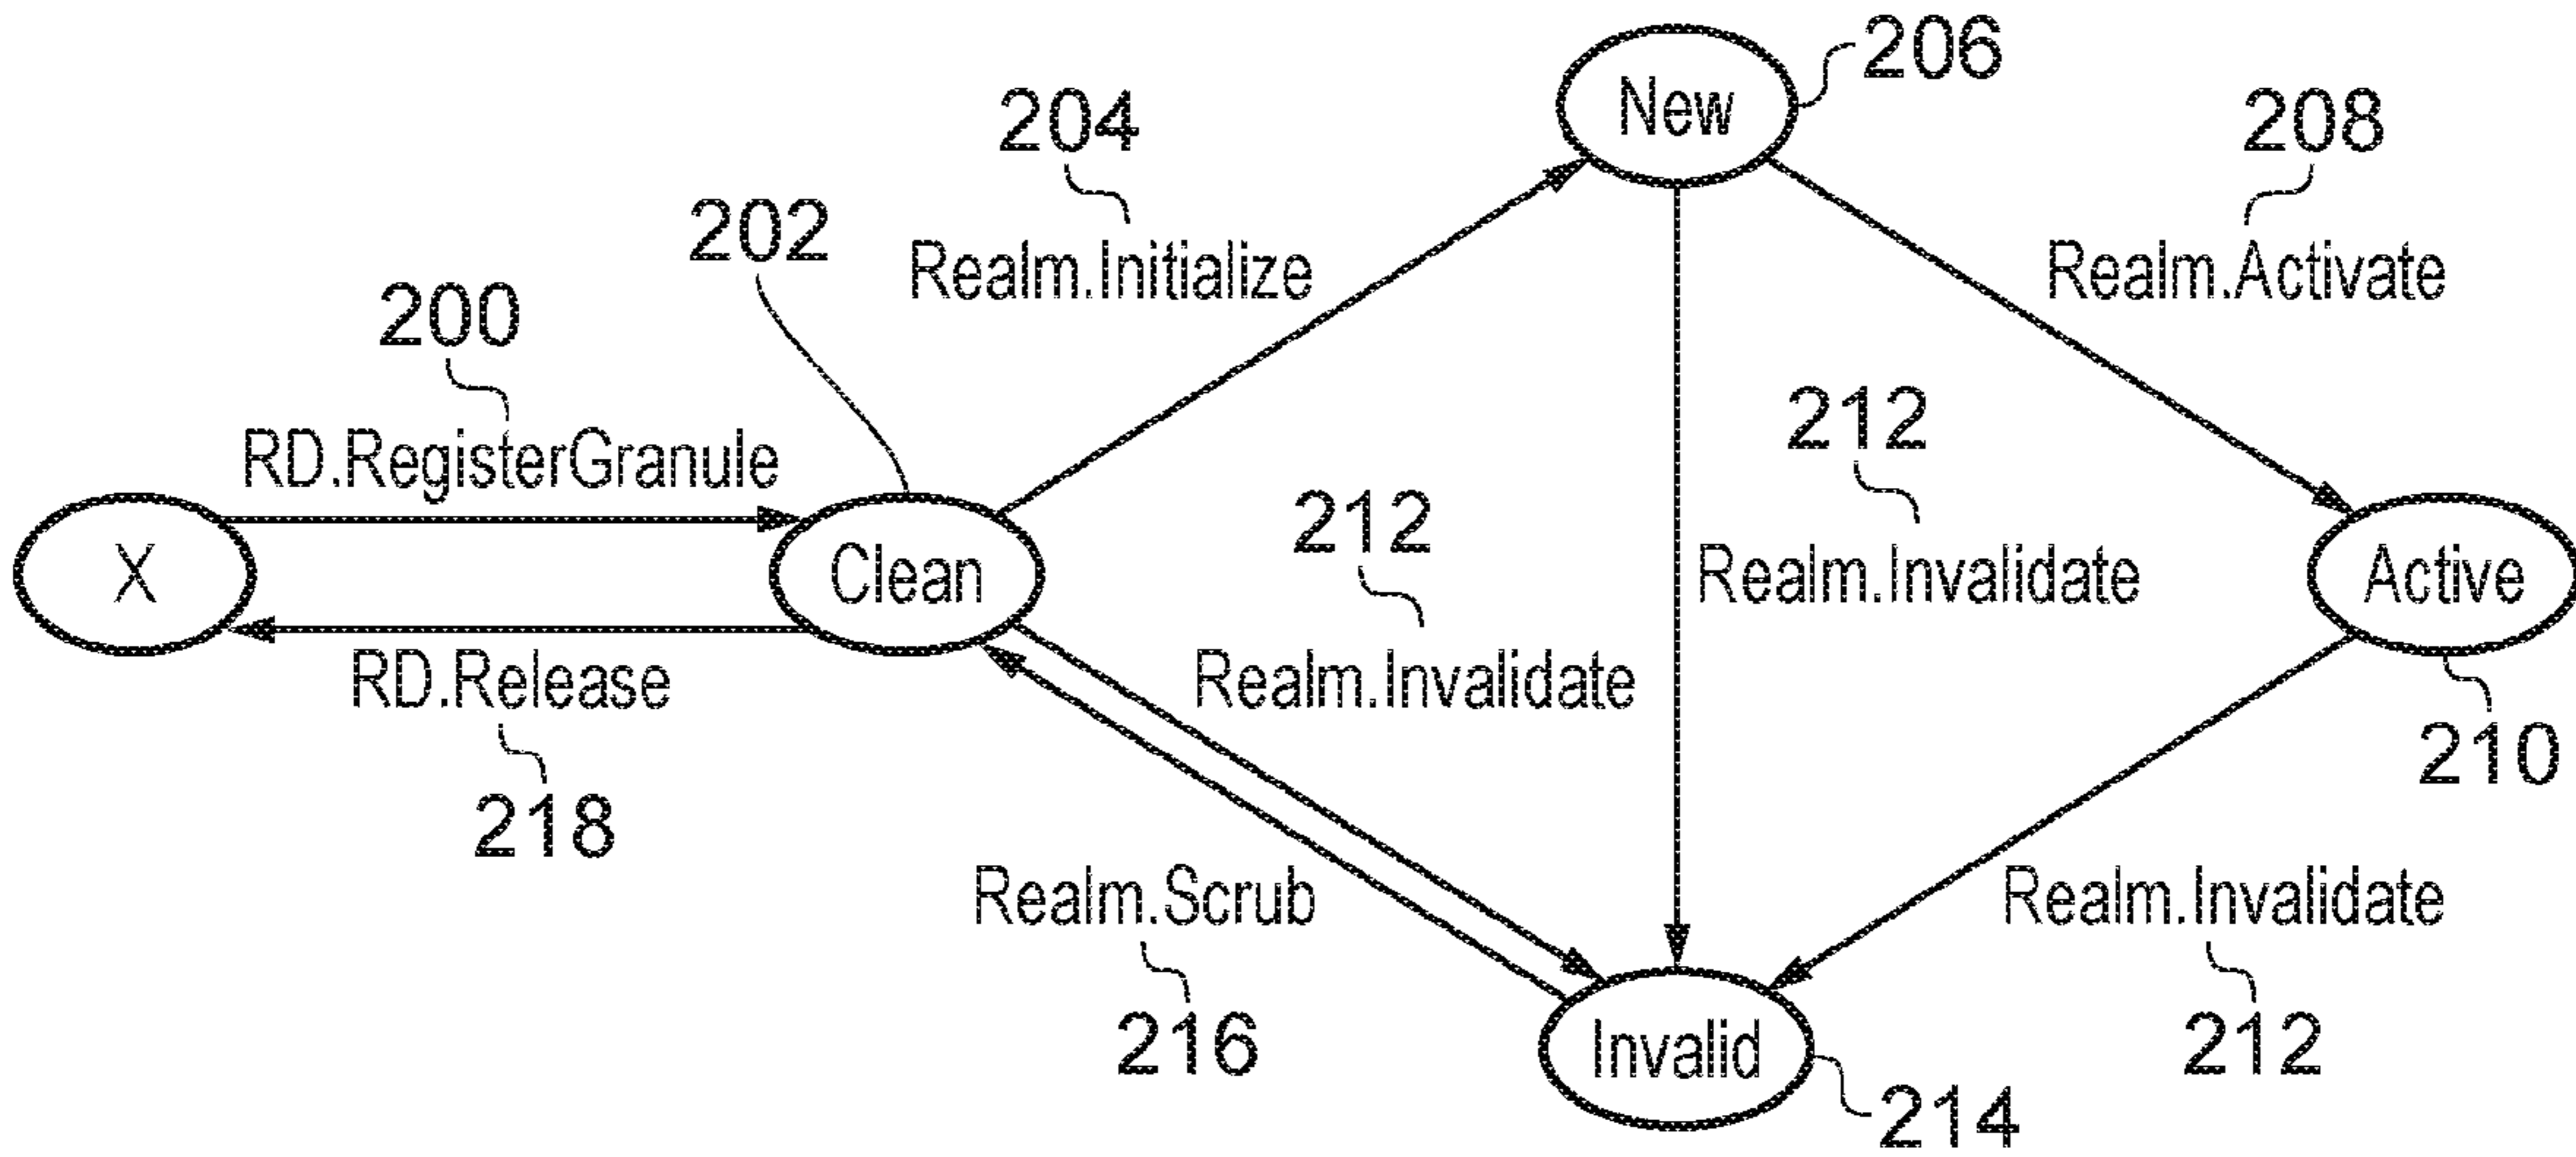 New
206
204
208
202
Realm.Initialize
Realm.Activate
200
212
RD.RegisterGranule
212
X
Clean
Realm.Invalidate
Active
RD.Release
Realm.Invalidate
210
218
Realm.Scrub
Realm.Invalidate
216
Invalid
212
214